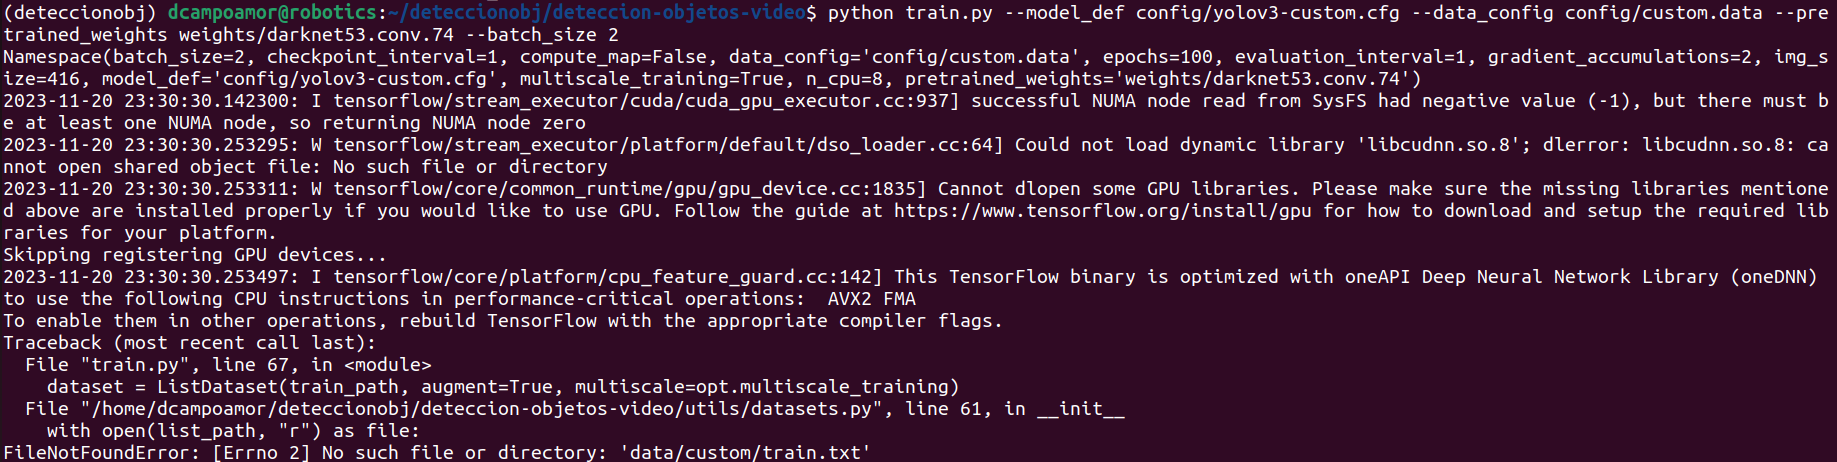 (deteccionobj) dcampoamor@robotics:~/deteccionobj/deteccion-objetos-video$ python train.py --model_def config/yolov3-custom.cfg --data_config config/custom.data --pre
trained_weights weights/darknet53.conv.74 --batch_size 2
Namespace(batch_size=2, checkpoint_interval=1, compute_map=False, data_config='config/custom.data', epochs=100, evaluation_interval=1, gradient_accumulations=2, img_s
ize=416, model_def='config/yolov3-custom.cfg', multiscale_training=True, n_cpu=8, pretrained_weights='weights/darknet53.conv.74')
2023-11-20 23:30:30.142300: I tensorflow/stream_executor/cuda/cuda_gpu_executor.cc:937] successful NUMA node read from SysFS had negative value (-1), but there must b
e at least one NUMA node, so returning NUMA node zero
2023-11-20 23:30:30.253295: W tensorflow/stream_executor/platform/default/dso_loader.cc:64] Could not load dynamic library 'libcudnn.so.8'; dlerror: libcudnn.so.8: ca
nnot open shared object file: No such file or directory
2023-11-20 23:30:30.253311: W tensorflow/core/common_runtime/gpu/gpu_device.cc:1835] Cannot dlopen some GPU libraries. Please make sure the missing libraries mentione
d above are installed properly if you would like to use GPU. Follow the guide at https://www.tensorflow.org/install/gpu for how to download and setup the required lib
raries for your platform.
Skipping registering GPU devices...
2023-11-20 23:30:30.253497: I tensorflow/core/platform/cpu_feature_guard.cc:142] This TensorFlow binary is optimized with oneAPI Deep Neural Network Library (oneDNN)
to use the following CPU instructions in performance-critical operations:  AVX2 FMA
To enable them in other operations, rebuild TensorFlow with the appropriate compiler flags.
Traceback (most recent call last):
  File "train.py", line 67, in <module>
    dataset = ListDataset(train_path, augment=True, multiscale=opt.multiscale_training)
  File "/home/dcampoamor/deteccionobj/deteccion-objetos-video/utils/datasets.py", line 61, in __init__
    with open(list_path, "r") as file:
FileNotFoundError: [Errno 2] No such file or directory: 'data/custom/train.txt'